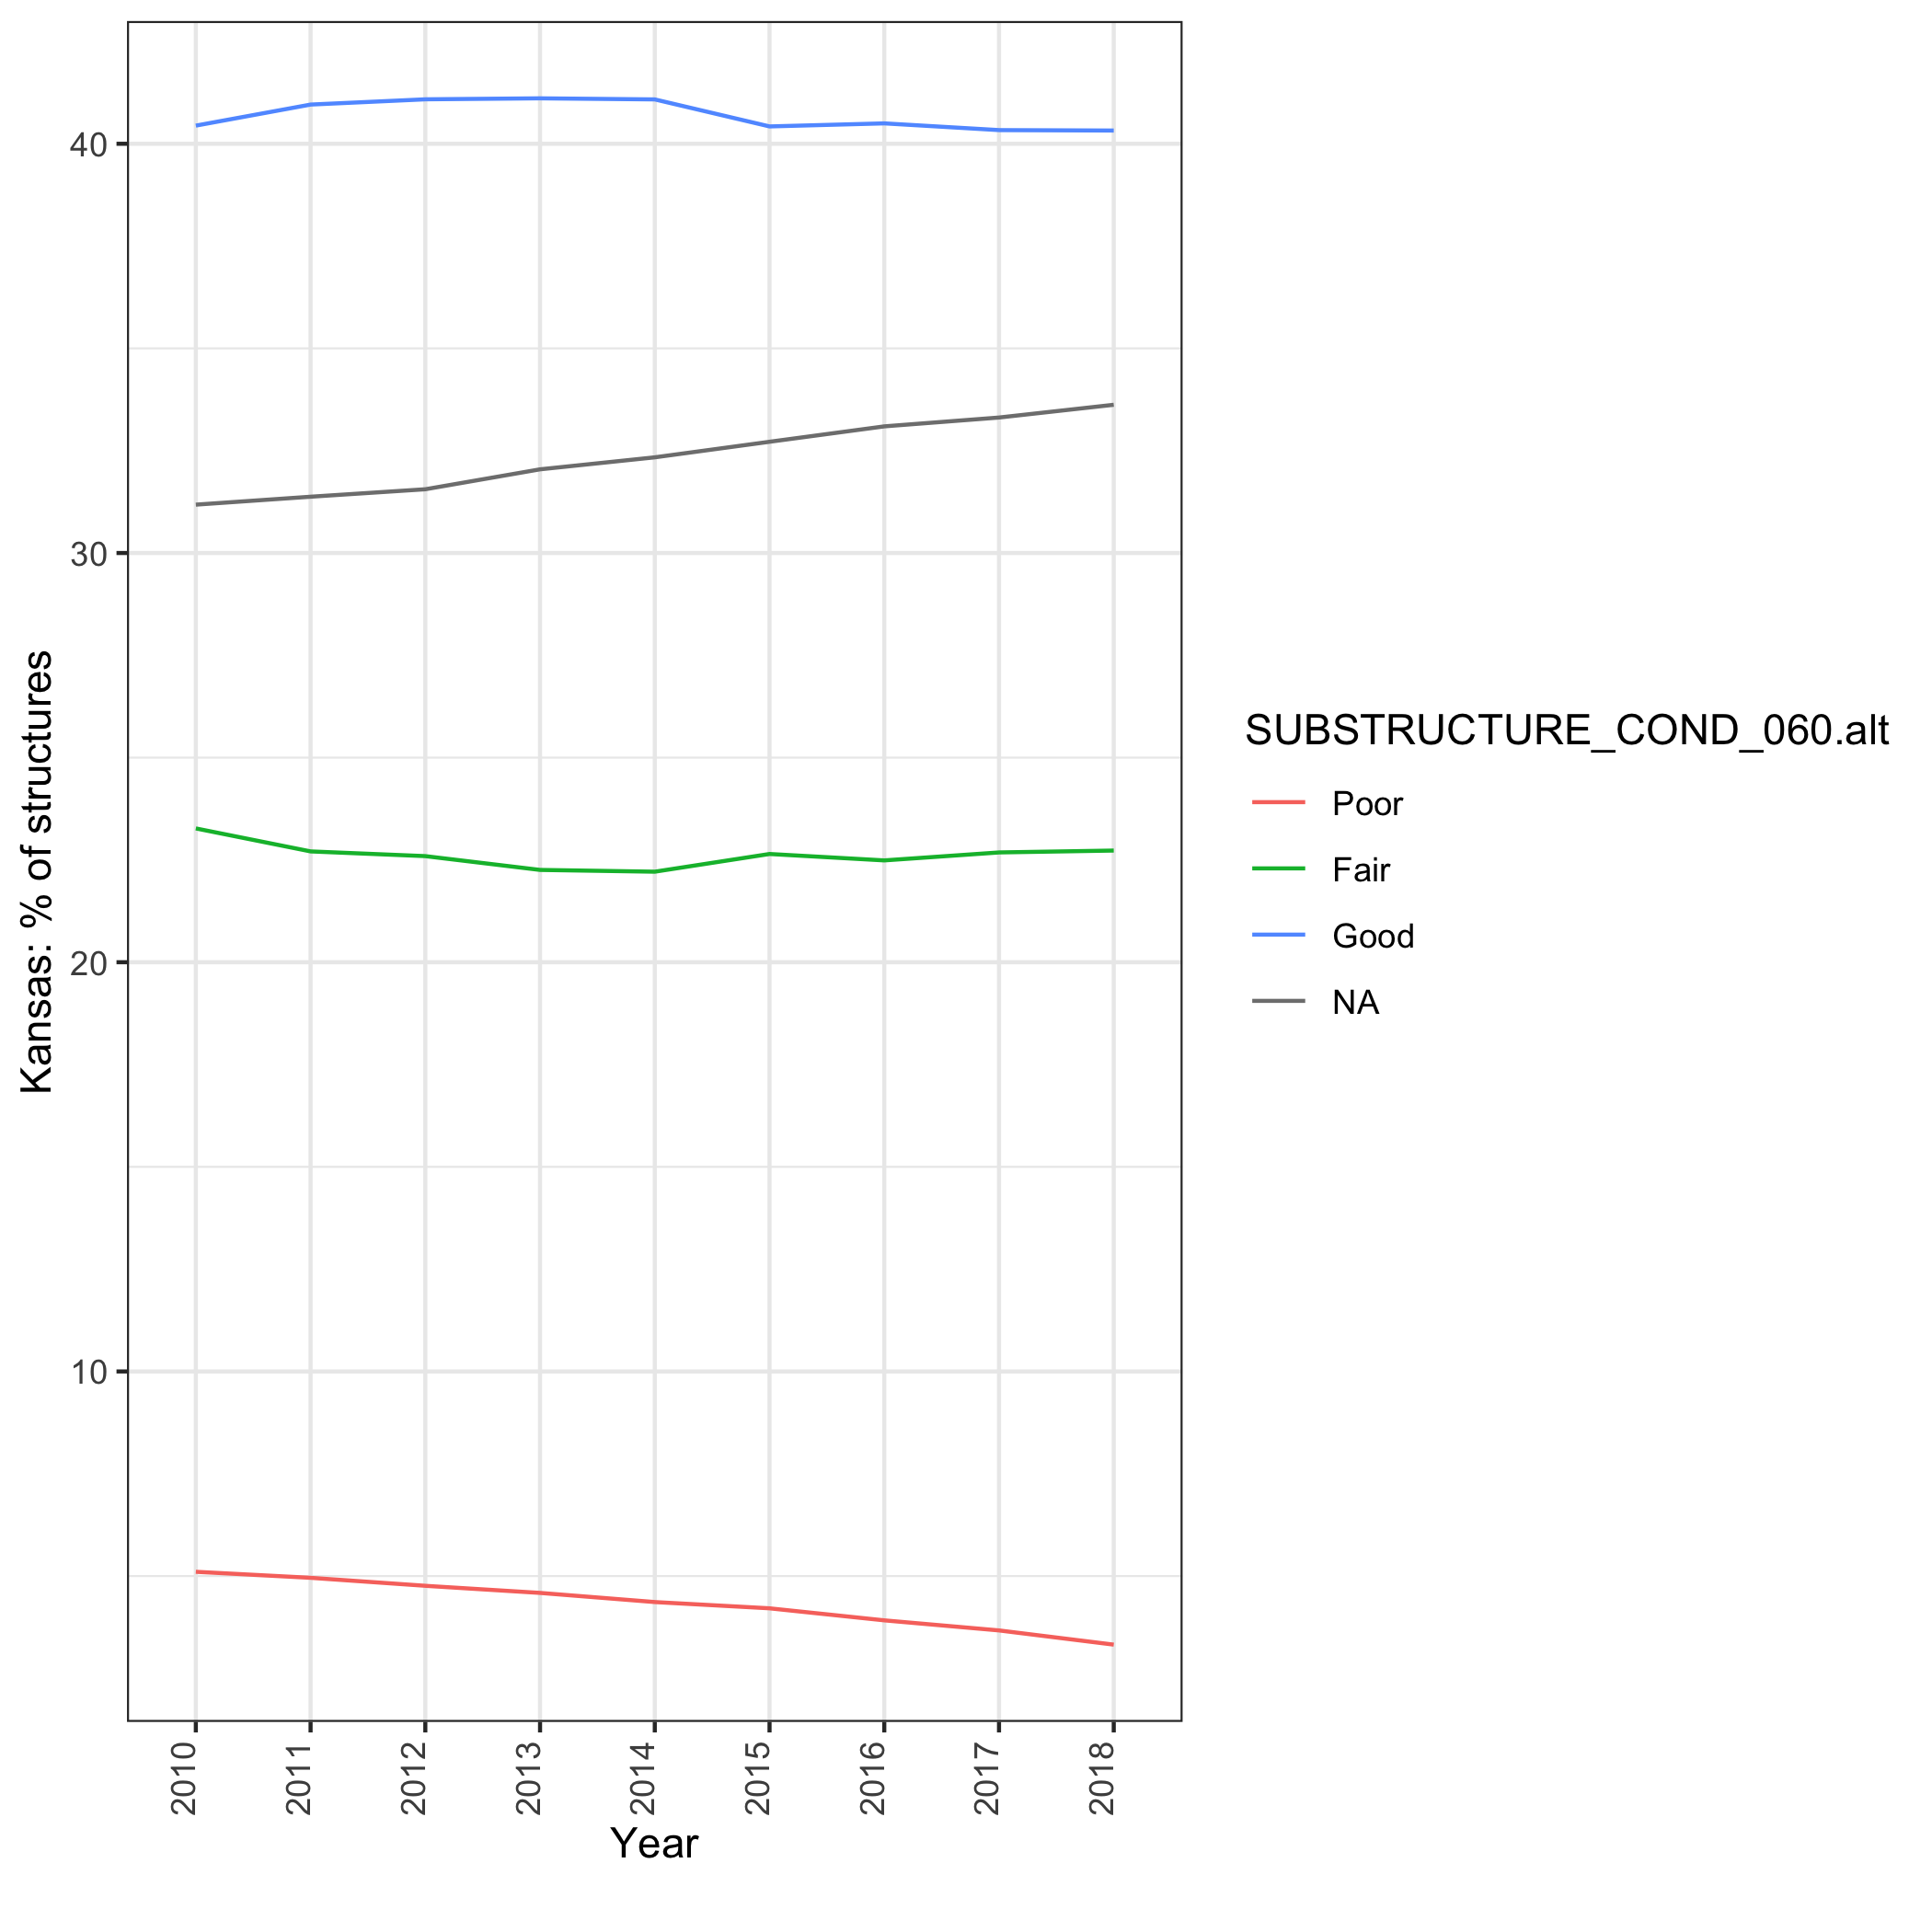 Kansas: % of structures
40
30
20
10
2010
2011
2012
2013
2014
2015
2016
2017
2018
Year
SUBSTRUCTURE_COND_060.alt
Poor
Fair
Good
NA